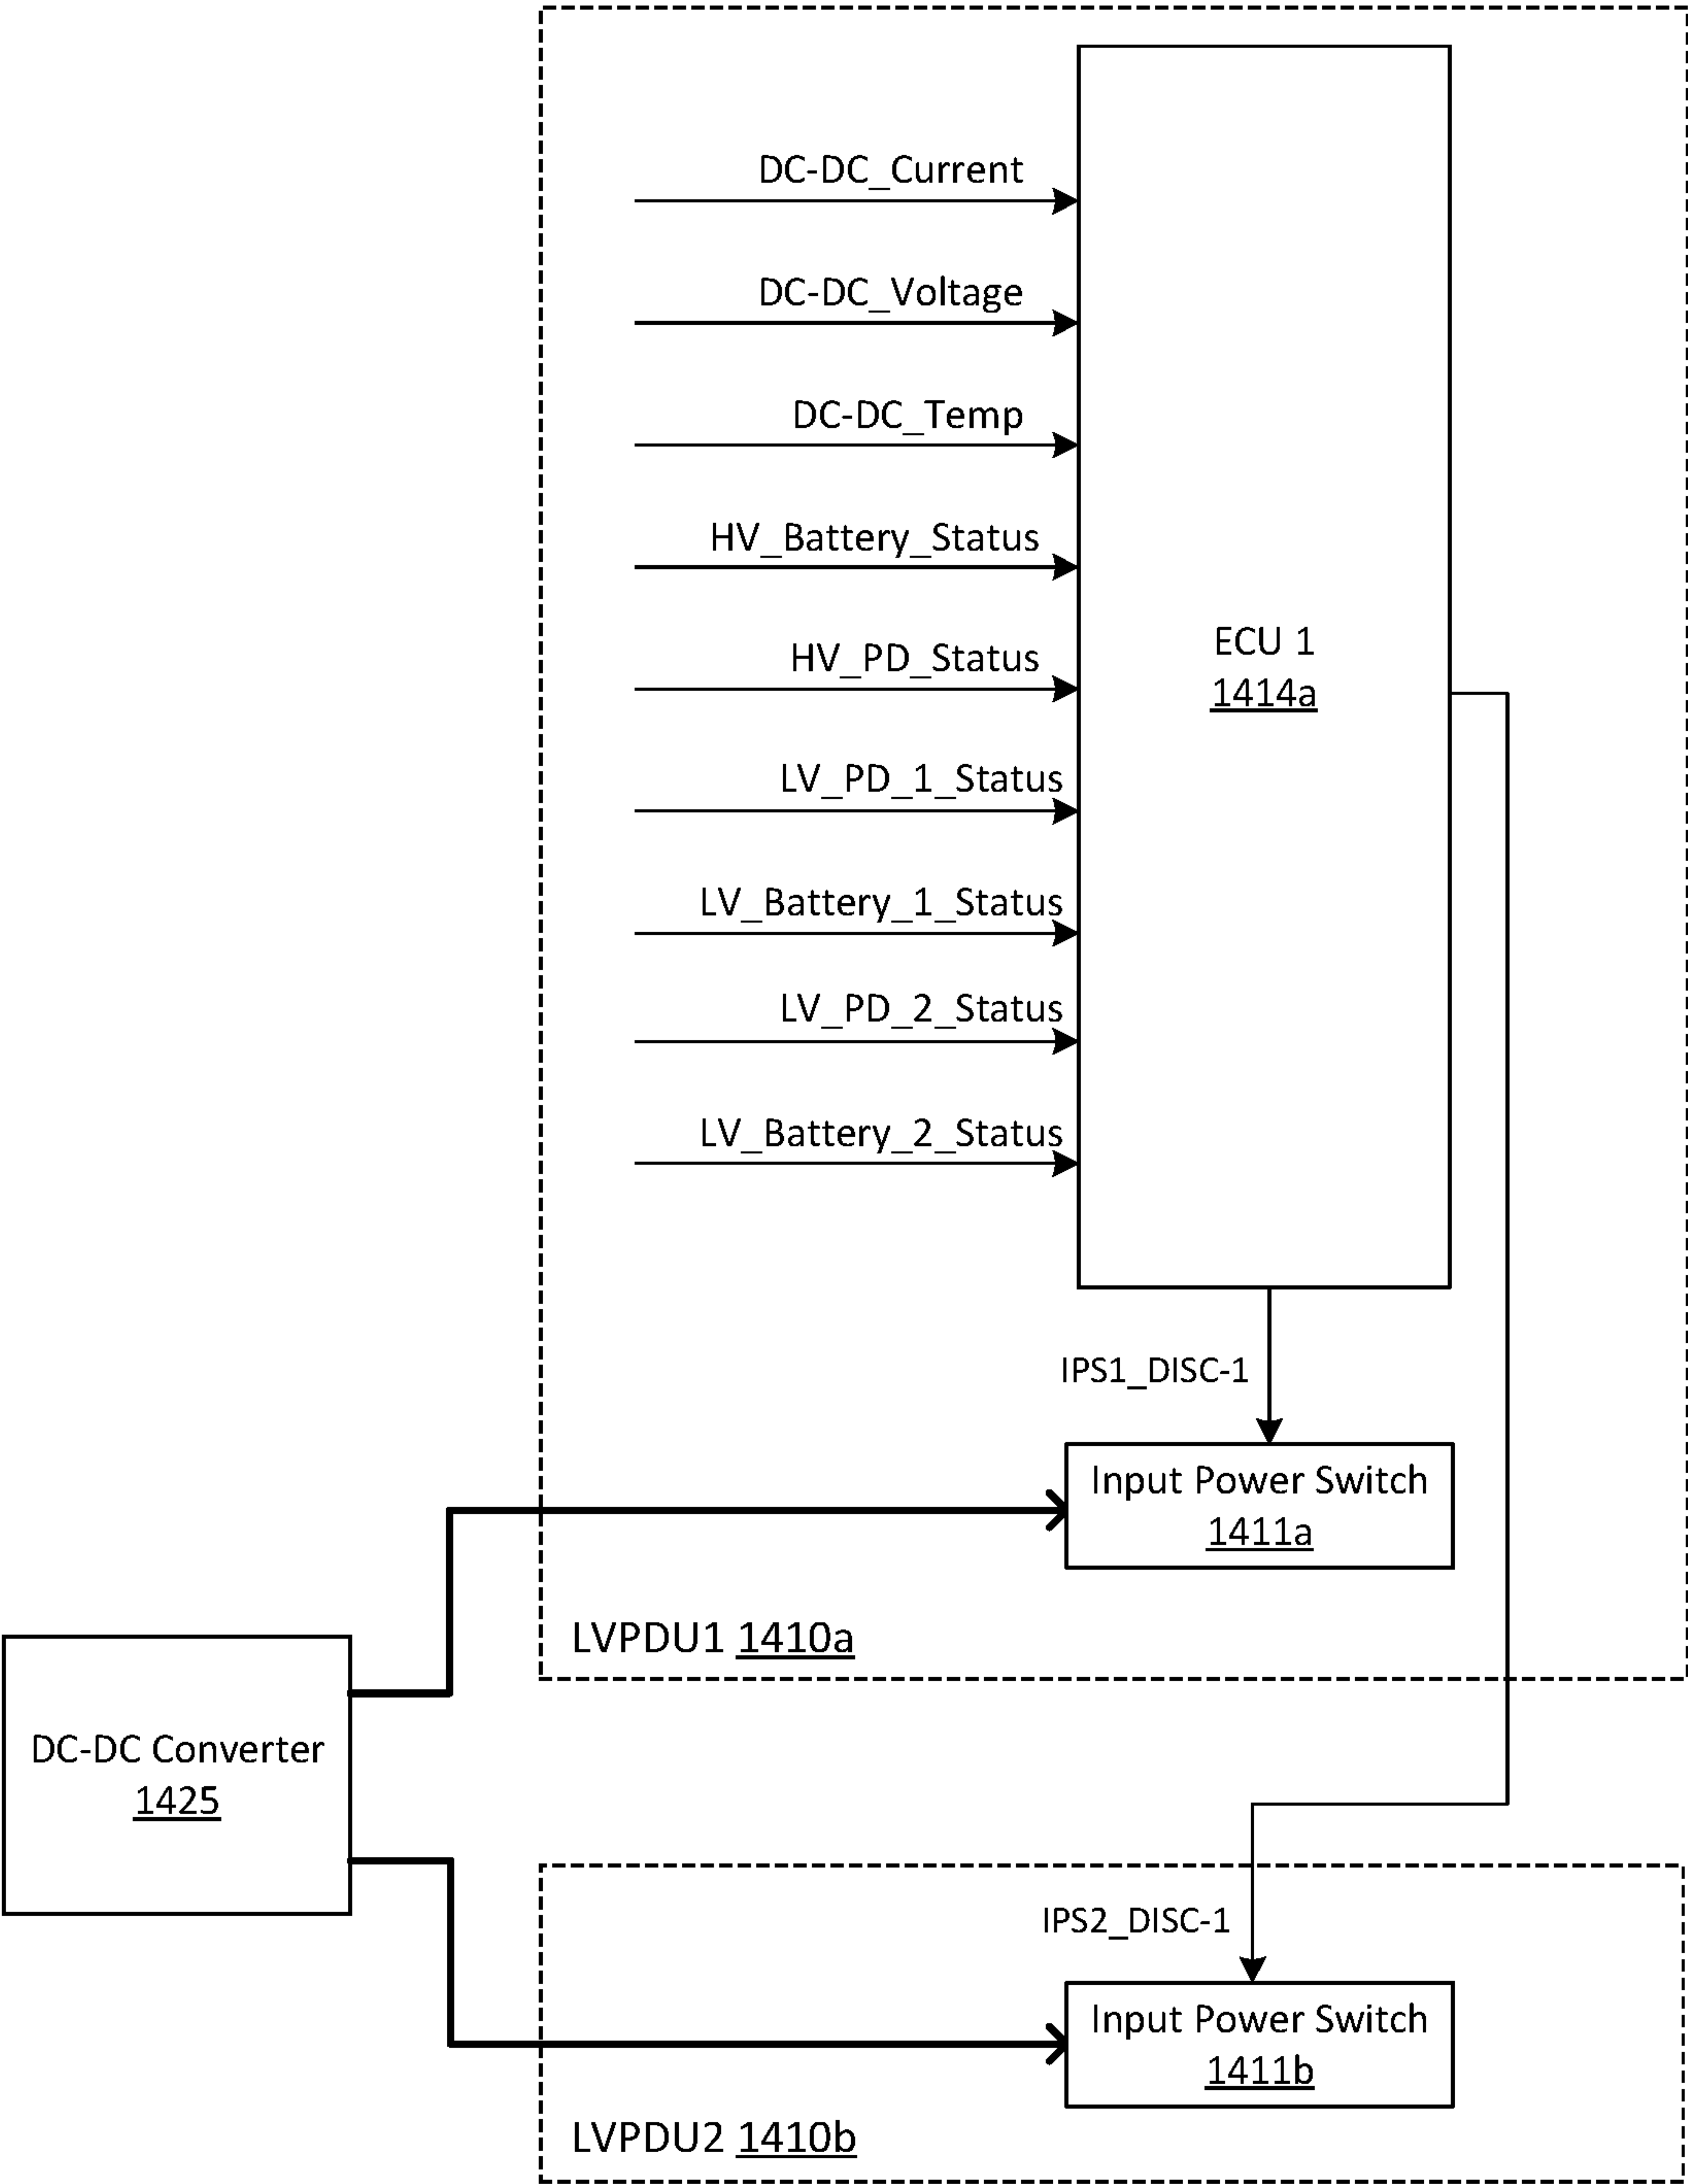 DC-DC_Current
DC-DC_Voltage
DC-DC_Temp
HV_Battery_Status
HV_PD_Status
ECU 1
1414a
LV_PD_1_Status
LV_Battery_1_Status
LV_PD_2_Status
LV_Battery_2_Status
IPS1_DISC-1
Input Power Switch
1411a
LVPDU1 1410a
DC-DC Converter
1425
IPS2_DISC-1
Input Power Switch
1411b
LVPDU2 1410b